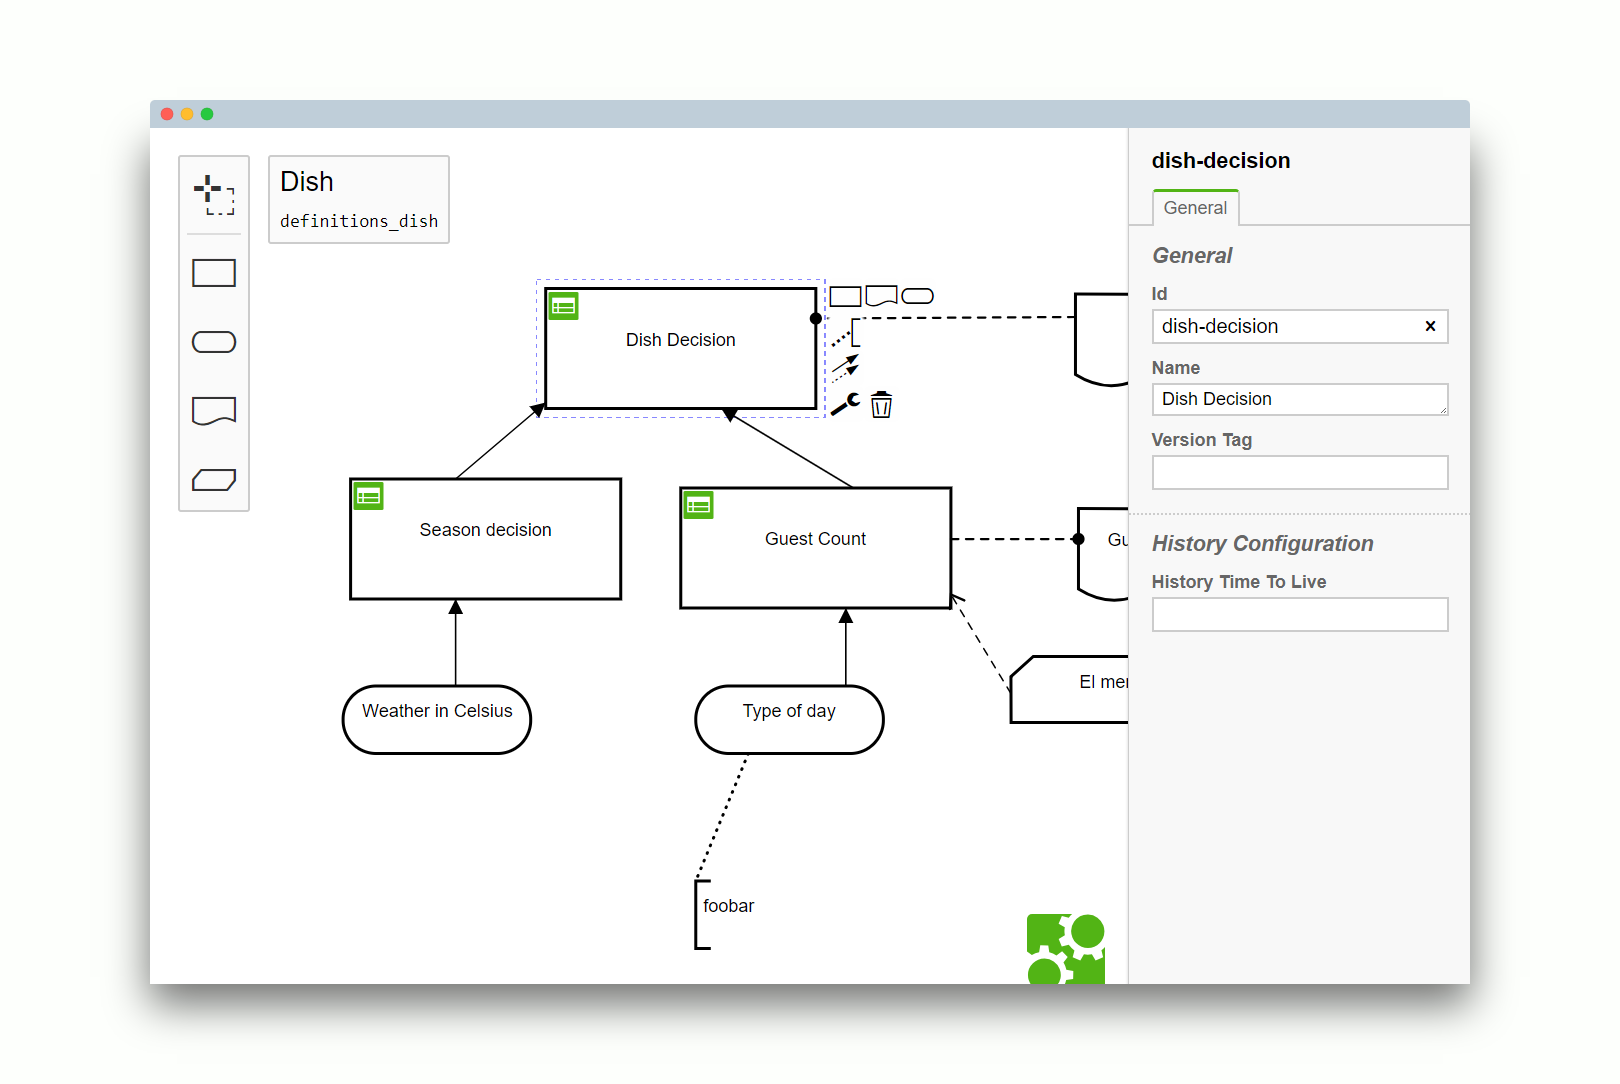 Dish
definitions_dish
Dish Decision
Season decision
Guest Count
Gu
Weather in Celsius
Type of day
El mer
foobar
dish-decision
General
General
Id
dish-decision
Name
Dish Decision
Version Tag
History Configuration
History Time To Live